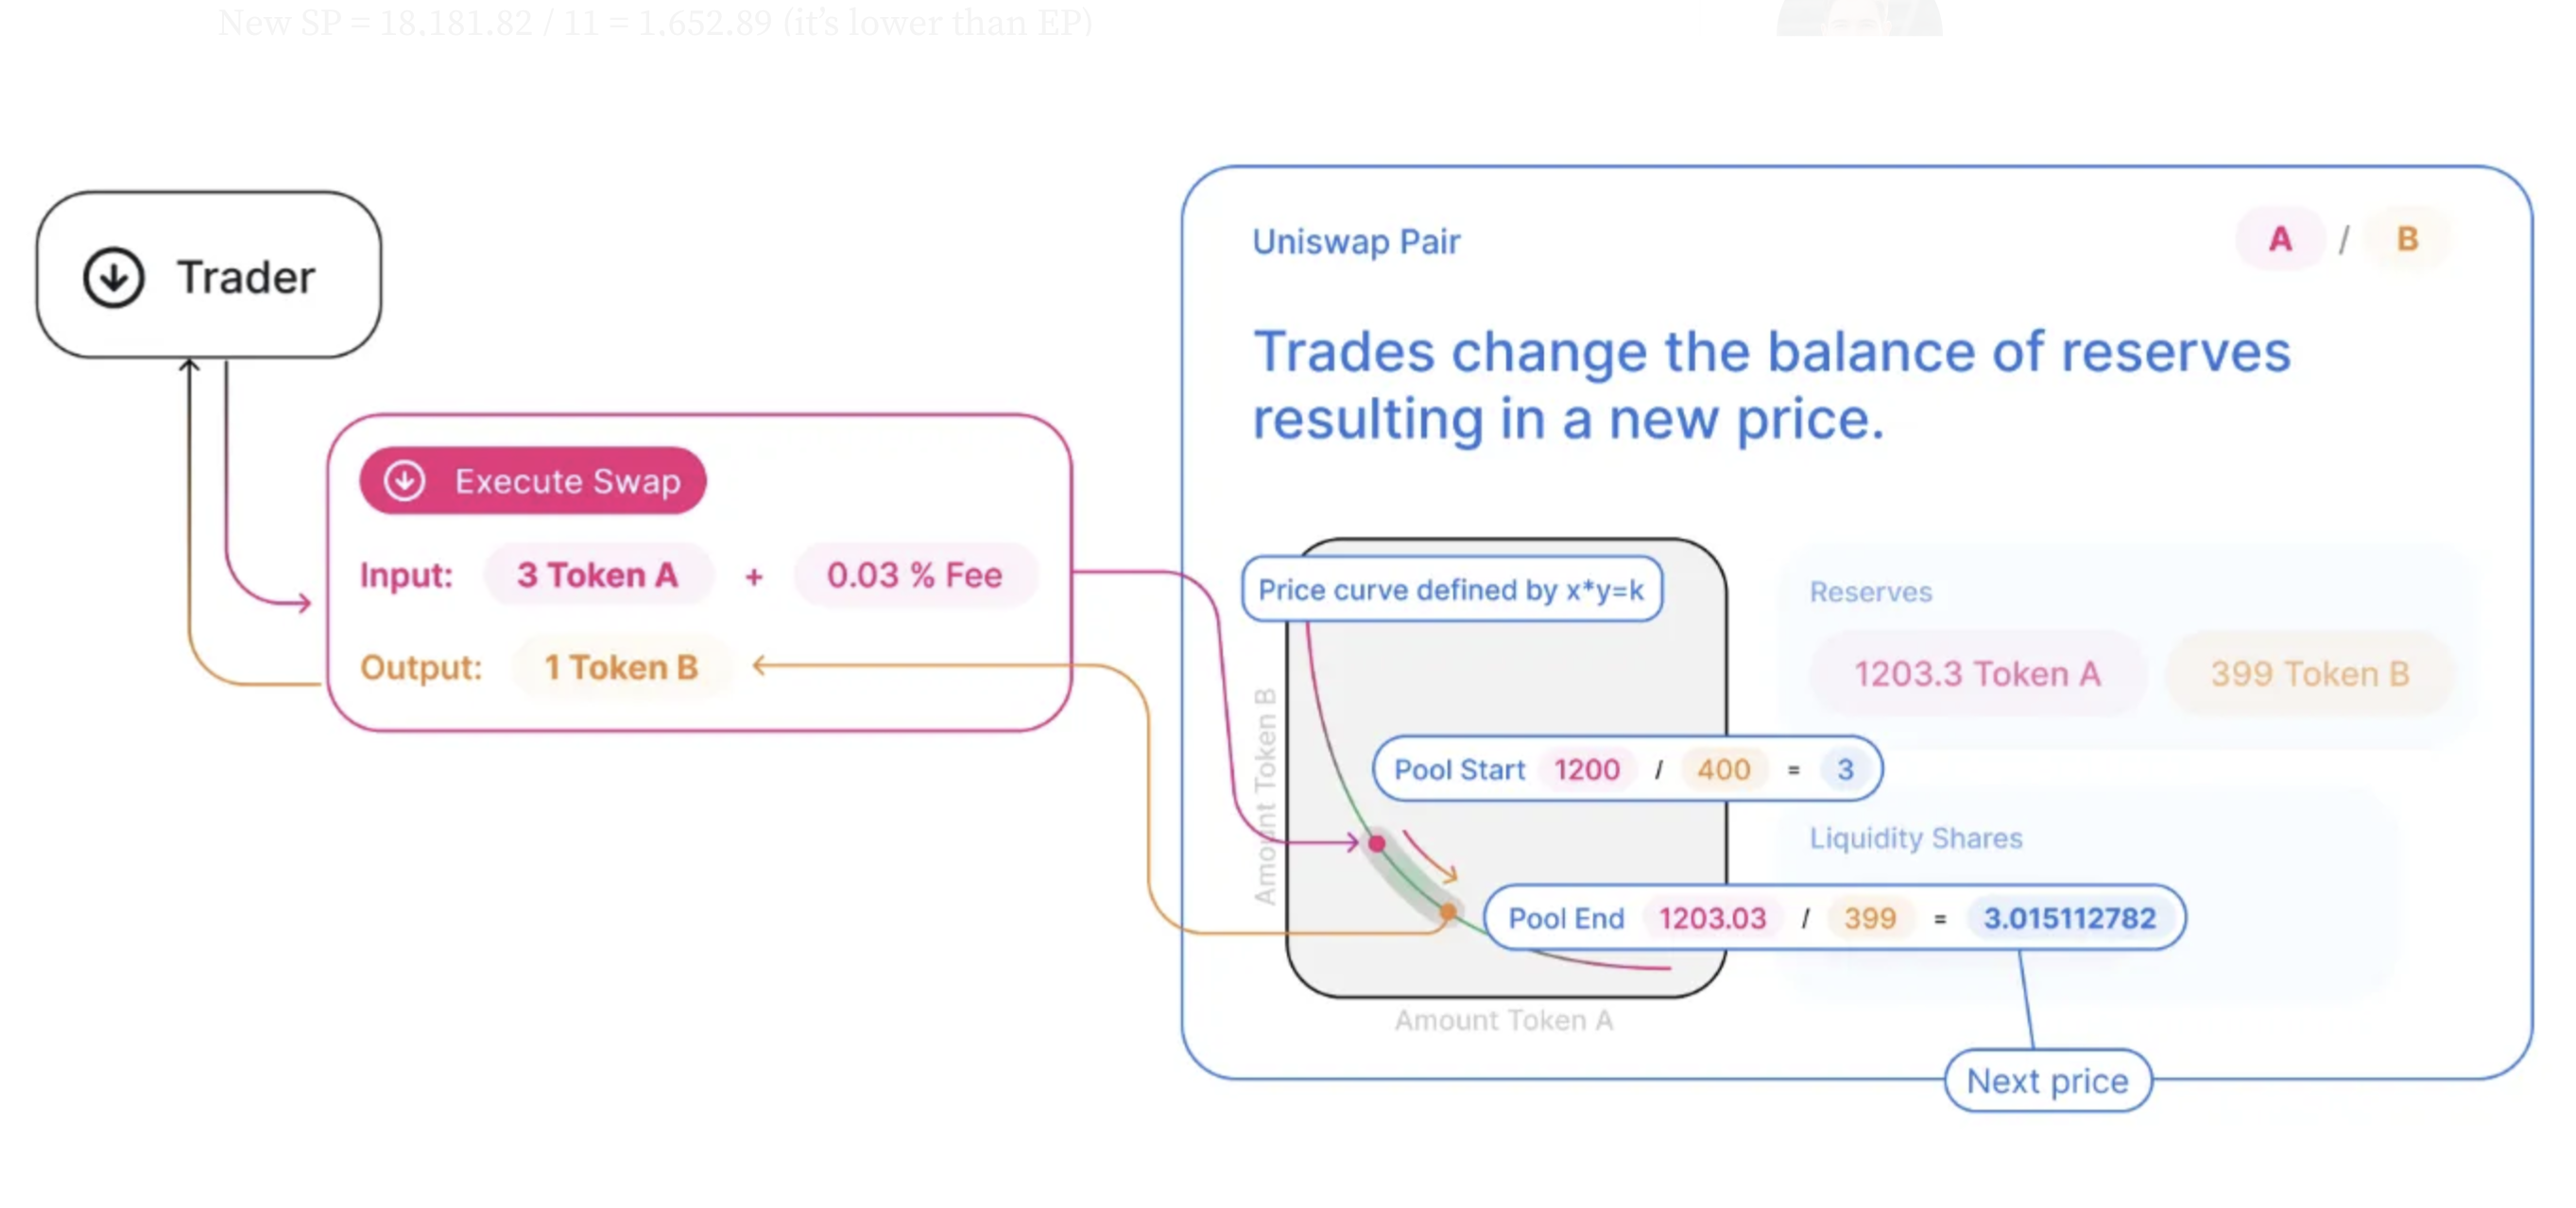 New SP = 18,181.82 / 11 = 1,652.89 (it's lower than EP)
Trader
Execute Swap
Input: 3 Token A + 0.03 % Fee
Output: 1 Token B
Uniswap Pair
A / B
Trades change the balance of reserves
resulting in a new price.
Price curve defined by x*y=k
Amount Token B
Pool Start 1200 / 400 = 3
Pool End 1203.03 / 399 = 3.015112782
Amount Token A
Reserves
1203.3 Token A 399 Token B
Liquidity Shares
Next price